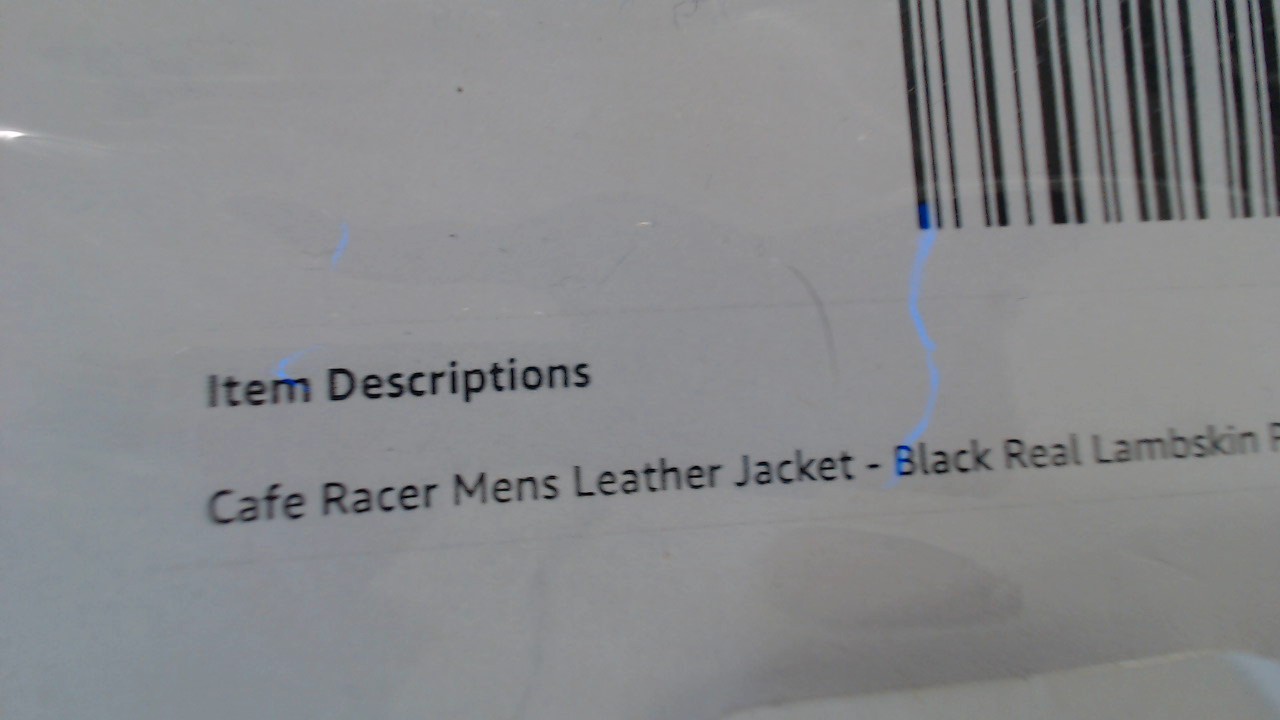 Item Descriptions
Cafe Racer Mens Leather Jacket - Black Real Lambskin